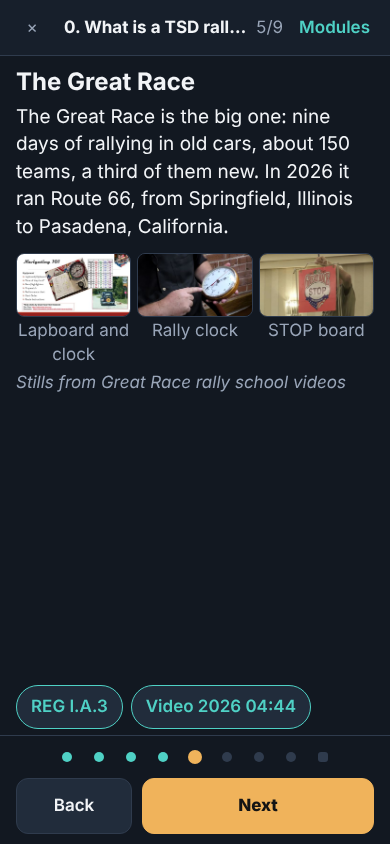 × 0. What is a TSD rall... 5/9 Modules
The Great Race
The Great Race is the big one: nine
days of rallying in old cars, about 150
teams, a third of them new. In 2026 it
ran Route 66, from Springfield, Illinois
to Pasadena, California.
STOP
Lapboard and
clock
Rally clock
STOP board
Stills from Great Race rally school videos
REG I.A.3
Video 2026 04:44
Back
Next